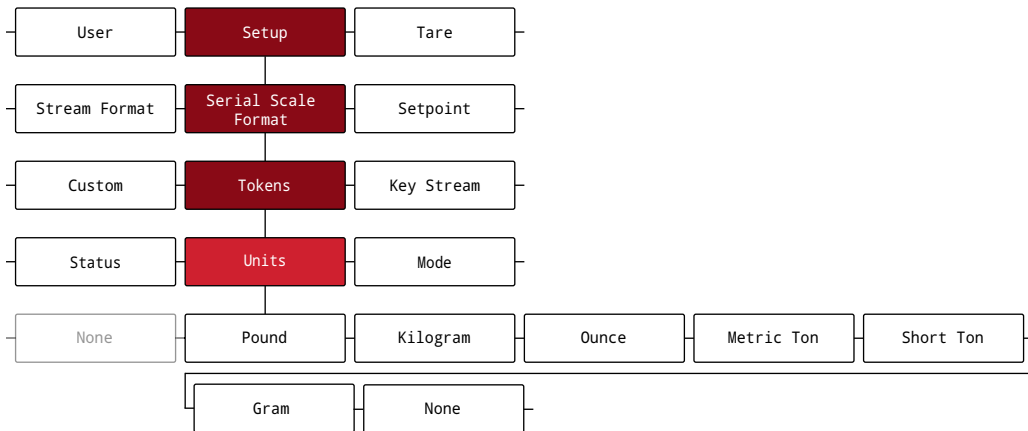 User
Setup
Tare
Stream Format
Serial Scale
Format
Setpoint
Custom
Tokens
Key Stream
Status
Units
Mode
None
Pound
Kilogram
Ounce
Metric Ton
Short Ton
Gram
None